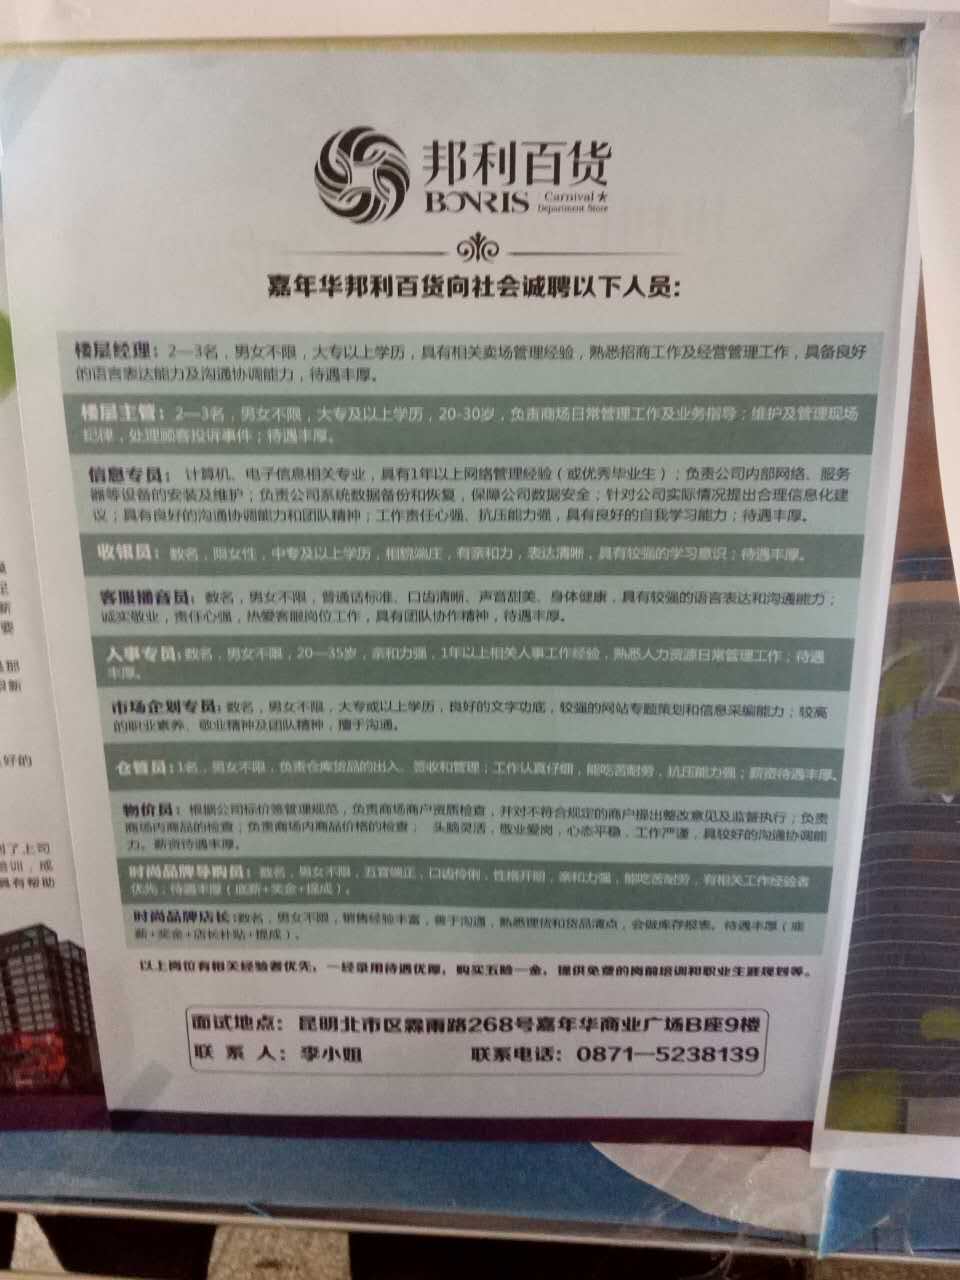 邦利百货
BONRIS Carnival
Department Store
嘉年华邦利百货向社会诚聘以下人员：
楼层经理：2—3名，男女不限，大专以上学历，具有相关卖场管理经验，熟悉招商工作及经营管理工作，具备良好
的语言表达能力及沟通协调能力，待遇丰厚。
楼层主管：2—3名，男女不限，大专及以上学历，20-30岁，负责商场日常管理工作及业务指导；维护及管理现场
纪律，处理顾客投诉事件；待遇丰厚。
信息专员：计算机、电子信息相关专业，具有1年以上网络管理经验（或优秀毕业生）；负责公司内部网络、服务
器等设备的安装及维护；负责公司系统数据备份和恢复，保障公司数据安全；针对公司实际情况提出合理信息化建
议；具有良好的沟通协调能力和团队精神；工作责任心强、抗压能力强，具有良好的自我学习能力；待遇丰厚。
收银员：数名，限女性，中专及以上学历，相貌端庄，有亲和力，表达清晰，具有较强的学习意识；待遇丰厚。
客服播音员：数名，男女不限，普通话标准、口齿清晰、声音甜美、身体健康，具有较强的语言表达和沟通能力；
诚实敬业，责任心强，热爱客服岗位工作，具有团队协作精神，待遇丰厚。
人事专员：数名，男女不限，20—35岁，亲和力强，1年以上相关人事工作经验，熟悉人力资源日常管理工作；待遇
丰厚。
市场企划专员：数名，男女不限，大专或以上学历，良好的文字功底，较强的网站专题策划和信息采编能力；较高
的职业素养、敬业精神及团队精神，擅于沟通。
仓管员：1名，男女不限，负责仓库货品的出入、签收和管理；工作认真仔细，能吃苦耐劳，抗压能力强；薪资待遇丰厚。
物价员：根据公司标价签管理规范，负责商场商户资质检查，并对不符合规定的商户提出整改意见及监督执行；负责
商场内商品的检查；负责商场内商品价格的检查； 头脑灵活，敬业爱岗，心态平稳，工作严谨，具较好的沟通协调能
力。薪资待遇丰厚。
时尚品牌导购员：数名，男女不限，五官端正，口齿伶俐，性格开朗，亲和力强，能吃苦耐劳，有相关工作经验者
优先；待遇丰厚（底薪+奖金+提成）。
时尚品牌店长：数名，男女不限，销售经验丰富，善于沟通，熟悉理货和货品清点，会做库存报表。待遇丰厚（底
薪+奖金+店长补贴+提成）。
以上岗位有相关经验者优先，一经录用待遇优厚，购买五险一金，提供免费的岗前培训和职业生涯规划等。
面试地点：昆明北市区霖雨路268号嘉年华商业广场B座9楼
联 系 人：李小姐 联系电话：0871—5238139
新
要
好的
到了上司
培训，成
具有帮助